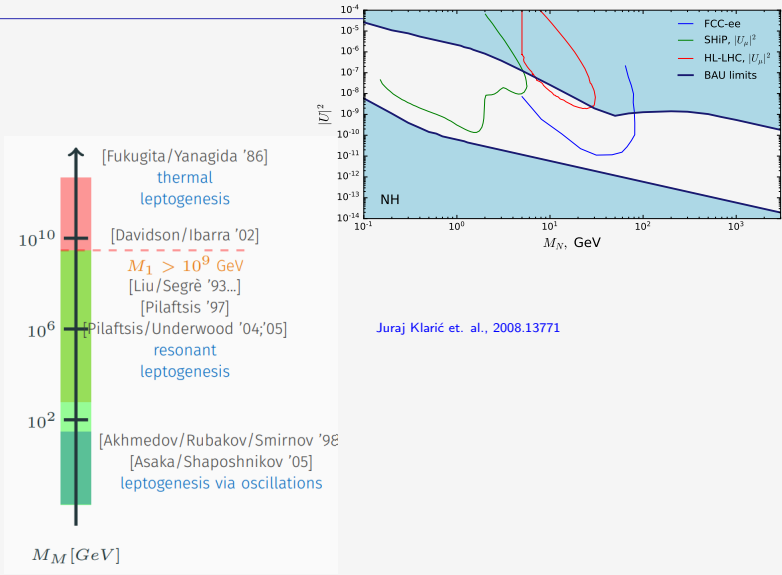 [Fukugita/Yanagida '86]
thermal
leptogenesis
10^10
[Davidson/Ibarra '02]
M_1 > 10^9 GeV
[Liu/Segrè '93...]
[Pilaftsis '97]
10^6
[Pilaftsis/Underwood '04;'05]
resonant
leptogenesis
10^2
[Akhmedov/Rubakov/Smirnov '98
[Asaka/Shaposhnikov '05]
leptogenesis via oscillations
M_M [GeV]
10^-4
10^-5
10^-6
10^-7
10^-8
10^-9
10^-10
10^-11
10^-12
10^-13
10^-14
|U|^2
FCC-ee
SHiP, |U_μ|^2
HL-LHC, |U_μ|^2
BAU limits
NH
10^-1 10^0 10^1 10^2 10^3
M_N, GeV
Juraj Klarić et. al., 2008.13771